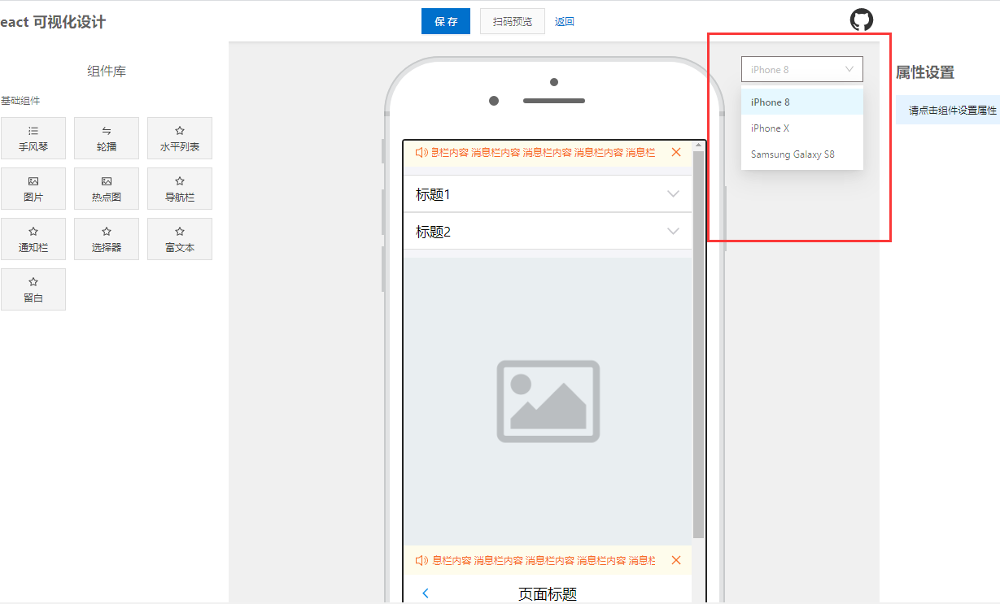 eact 可视化设计
保 存
扫码预览
返回
组件库
基础组件
手风琴
轮播
水平列表
图片
热点图
导航栏
通知栏
选择器
富文本
留白
息栏内容 消息栏内容 消息栏内容 消息栏内容 消息栏
标题1
标题2
息栏内容 消息栏内容 消息栏内容 消息栏内容 消息栏
页面标题
iPhone 8
iPhone 8
iPhone X
Samsung Galaxy S8
属性设置
请点击组件设置属性